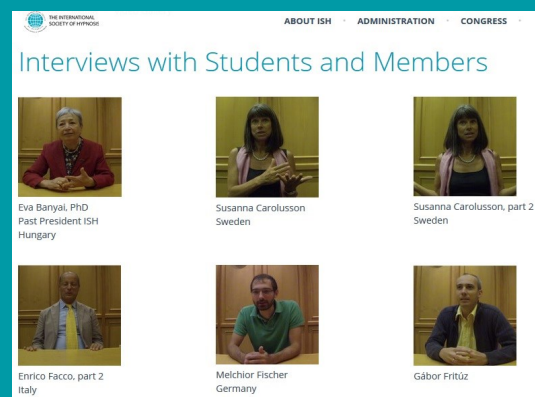 THE INTERNATIONAL
SOCIETY OF HYPNOSIS
ABOUT ISH • ADMINISTRATION • CONGRESS •
Interviews with Students and Members
Eva Banyai, PhD
Past President ISH
Hungary
Susanna Carolusson
Sweden
Susanna Carolusson, part 2
Sweden
Enrico Facco, part 2
Italy
Melchior Fischer
Germany
Gábor Fritúz